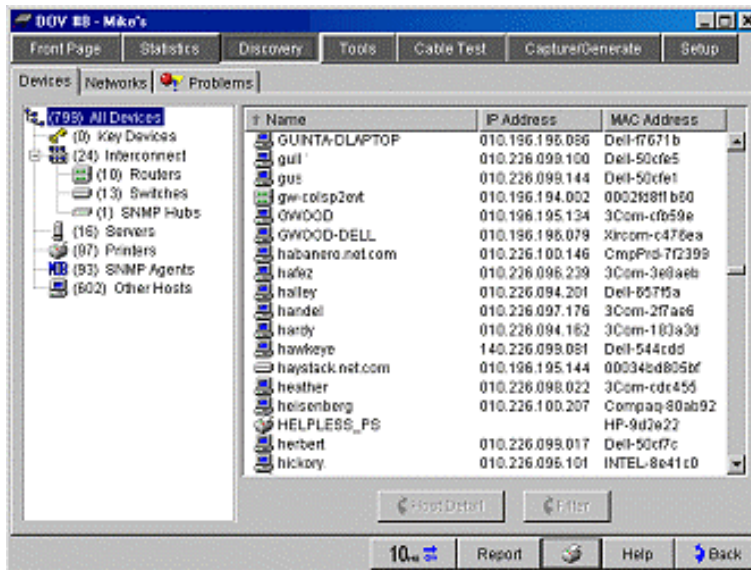 DOV #8 - Mike's
Front Page Statistics Discovery Tools Cable Test Capture/Generate Setup
Devices Networks Problems
(799) All Devices
(0) Key Devices
(24) Interconnect
(10) Routers
(13) Switches
(1) SNMP Hubs
(16) Servers
(97) Printers
(93) SNMP Agents
(602) Other Hosts
Name IP Address MAC Address
GUINTA-DLAPTOP 010.196.196.086 Dell-f7671b
gull 010.226.099.100 Dell-50cfe5
gus 010.226.099.144 Dell-50cfe1
010.196.194.002 0002fd8f1b60
GWOOD 010.196.195.134 3Com-cfb59e
GWOOD-DELL 010.196.196.079 Xircom-c476ea
habanero.net.com 010.226.100.146 CmpPrd-7f2399
hafez 010.226.096.239 3Com-3e8aeb
halley 010.226.094.201 Dell-657f5a
handel 010.226.097.176 3Com-2f7ae6
hardy 010.226.094.162 3Com-183a3d
hawkeye 140.226.099.081 Dell-544cdd
haystack.net.com 010.196.195.144 00034bd805bf
heather 010.226.098.022 3Com-cdc455
heisenberg 010.226.100.207 Compaq-80ab92
HELPLESS_PS HP-9d2e22
herbert 010.226.099.017 Dell-50cf7c
hickory 010.226.096.101 INTEL-8e41c0
Host Detail Filter
10 Report Help Back